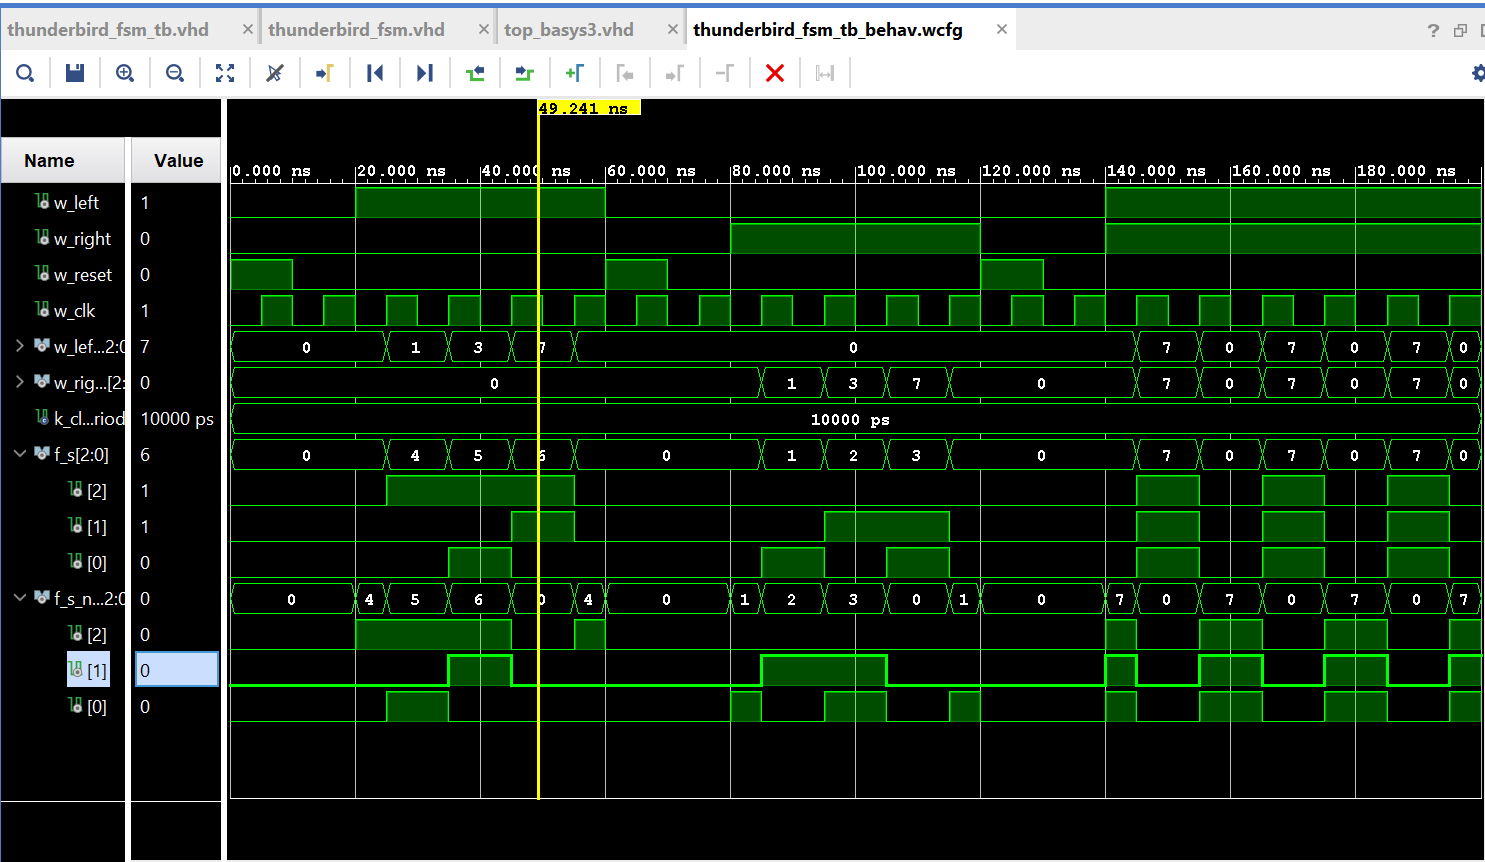 thunderbird_fsm_tb.vhd thunderbird_fsm.vhd top_basys3.vhd thunderbird_fsm_tb_behav.wcfg ?
49.241 ns
Name Value 0.000 ns 20.000 ns 40.000 ns 60.000 ns 80.000 ns 100.000 ns 120.000 ns 140.000 ns 160.000 ns 180.000 ns
w_left 1
w_right 0
w_reset 0
w_clk 1
w_lef...2:0 7 0 1 3 7 0 7 0 7 0 7 0
w_rig...[2: 0 0 1 3 7 0 7 0 7 0 7 0
k_cl...riod 10000 ps 10000 ps
f_s[2:0] 6 0 4 5 6 0 1 2 3 0 7 0 7 0 7 0
[2] 1
[1] 1
[0] 0
f_s_n...2:0 0 0 4 5 6 0 4 0 1 2 3 0 1 0 7 0 7 0 7 0 7
[2] 0
[1] 0
[0] 0